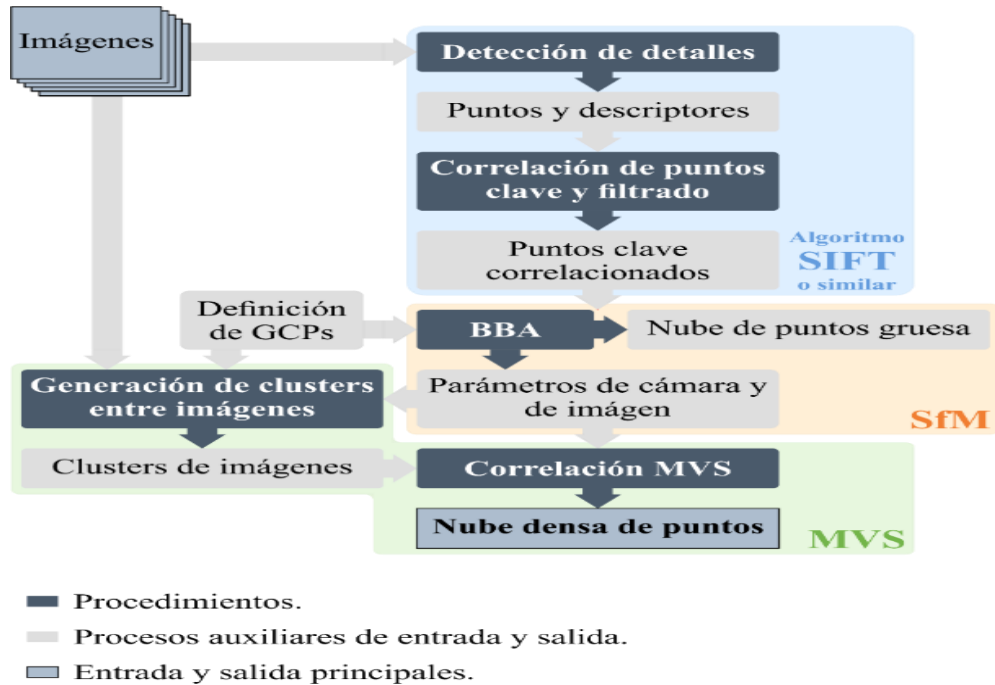 Imágenes
Detección de detalles
Puntos y descriptores
Correlación de puntos
clave y filtrado
Puntos clave
correlacionados
Algoritmo
SIFT
o similar
Definición
de GCPs
BBA
Nube de puntos gruesa
Generación de clusters
entre imágenes
Parámetros de cámara y
de imágen
SfM
Clusters de imágenes
Correlación MVS
Nube densa de puntos
MVS
Procedimientos.
Procesos auxiliares de entrada y salida.
Entrada y salida principales.